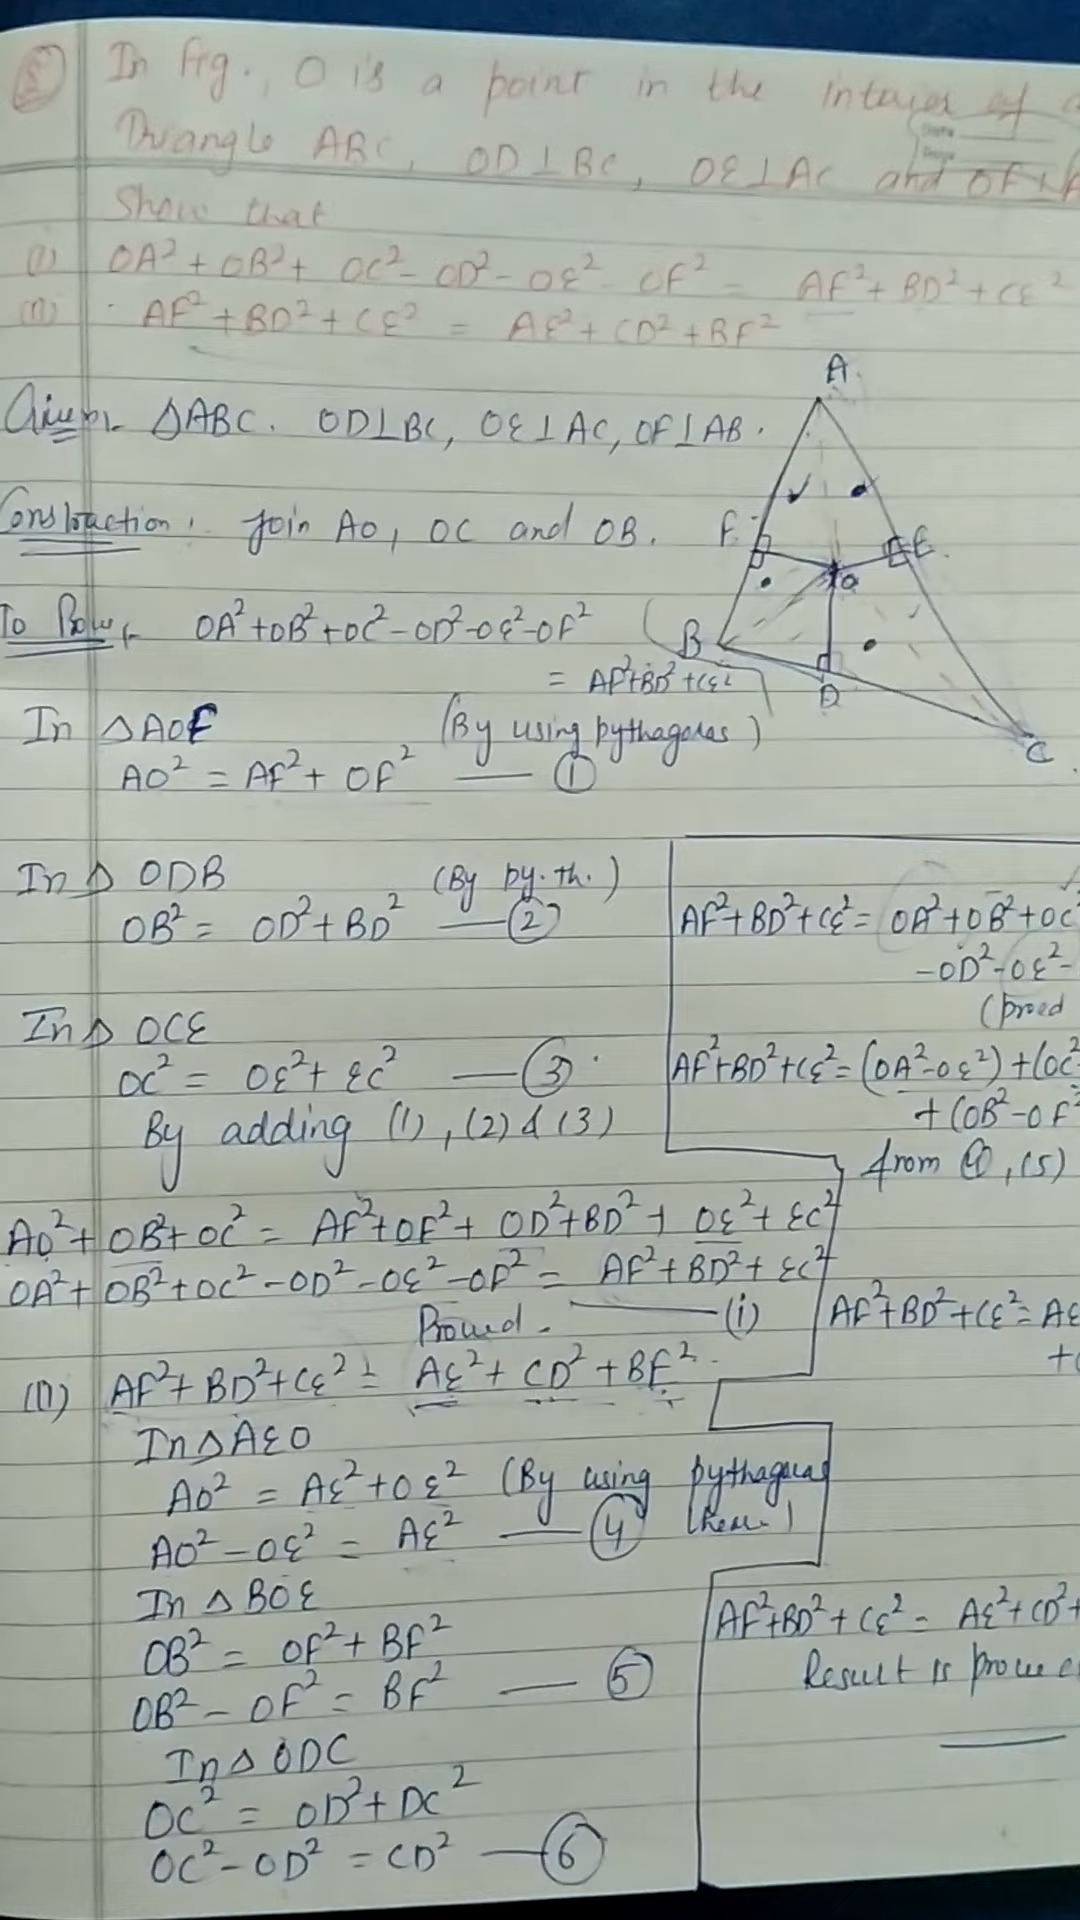 In fig., O is a point in the interior of a
Triangle ABC, OD⊥BC, OE⊥AC and OF⊥A
Show that
(i) OA² + OB² + OC² - OD² - OE² - OF² = AF² + BD² + CE²
(ii) AF² + BD² + CE² = AE² + CD² + BF²
A
Given:- △ABC. OD⊥BC, OE⊥AC, OF⊥AB.
Construction: Join AO, OC and OB.
F
E
O
B
D
C
To Prove:- OA²+OB²+OC²-OD²-OE²-OF²
= AF²+BD²+CE²
In △AOF (By using pythagoras)
AO² = AF² + OF² — ①
In △ ODB (By py. th.)
OB² = OD² + BD² — ②
In △ OCE
OC² = OE² + EC² — ③
By adding (1), (2) & (3)
AO² + OB² + OC² = AF² + OF² + OD² + BD² + OE² + EC²
OA² + OB² + OC² - OD² - OE² - OF² = AF² + BD² + EC²
Proved. — (i)
(II) AF² + BD² + CE² = AE² + CD² + BF².
In △AEO
AO² = AE² + OE² (By using pythagoras
AO² - OE² = AE² — ④ theo.)
In △ BOE
OB² = OF² + BF²
OB² - OF² = BF² — ⑤
In △ ODC
OC² = OD² + DC²
OC² - OD² = CD² — ⑥
AF²+BD²+CE² = OA²+OB²+OC
-OD²-OE²-
(proed
AF²+BD²+CE² = (OA²-OE²)+(OC²
+(OB²-OF²
from ④, (5)
AF²+BD²+CE² = AE
+
AF²+BD²+CE² = AE²+CD²+
Result is prove